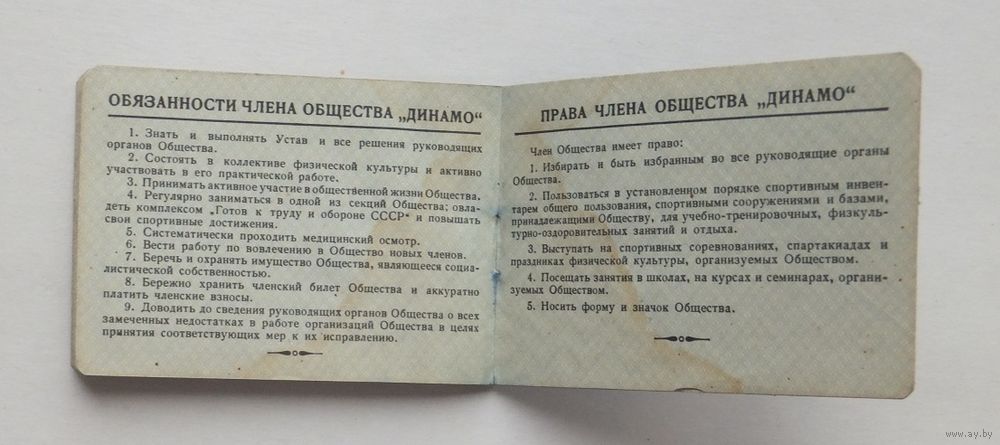 ОБЯЗАННОСТИ ЧЛЕНА ОБЩЕСТВА „ДИНАМО“
1. Знать и выполнять Устав и все решения руководящих
органов Общества.
2. Состоять в коллективе физической культуры и активно
участвовать в его практической работе.
3. Принимать активное участие в общественной жизни Общества.
4. Регулярно заниматься в одной из секций Общества, овла-
деть комплексом „Готов к труду и обороне СССР“ и повышать
свои спортивные достижения.
5. Систематически проходить медицинский осмотр.
6. Вести работу по вовлечению в Общество новых членов.
7. Беречь и охранять имущество Общества, являющееся социа-
листической собственностью.
8. Бережно хранить членский билет Общества и аккуратно
платить членские взносы.
9. Доводить до сведения руководящих органов Общества о всех
замеченных недостатках в работе организаций Общества в целях
принятия соответствующих мер к их исправлению.
ПРАВА ЧЛЕНА ОБЩЕСТВА „ДИНАМО“
Член Общества имеет право:
1. Избирать и быть избранным во все руководящие органы
Общества.
2. Пользоваться в установленном порядке спортивным инвен-
тарем общего пользования, спортивными сооружениями и базами,
принадлежащими Обществу, для учебно-тренировочных, физкуль-
турно-оздоровительных занятий и отдыха.
3. Выступать на спортивных соревнованиях, спартакиадах и
праздниках физической культуры, организуемых Обществом.
4. Посещать занятия в школах, на курсах и семинарах, органи-
зуемых Обществом.
5. Носить форму и значок Общества.
www.ay.by